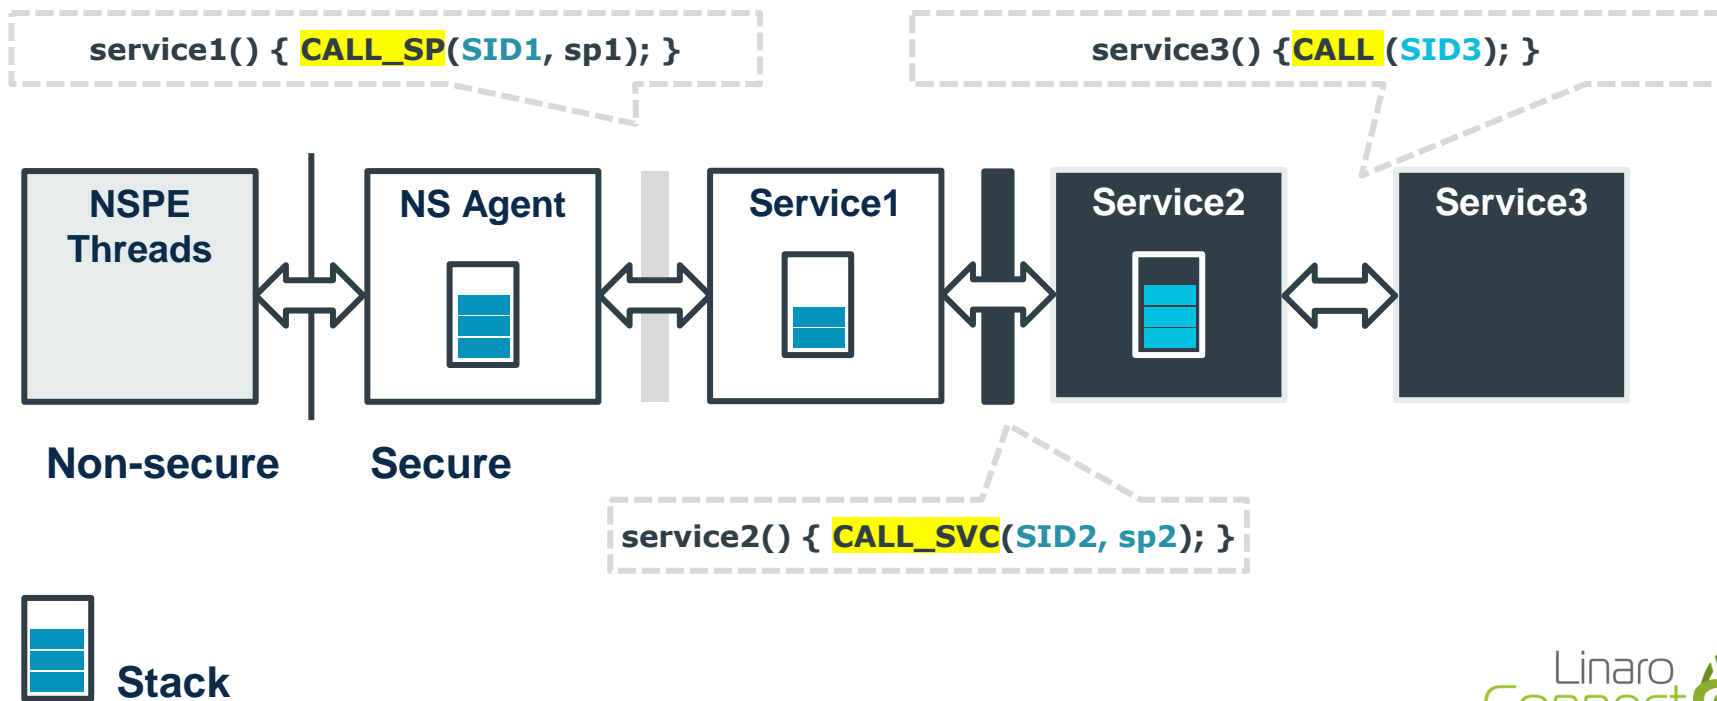 service1() { CALL_SP(SID1, sp1); }
service3() {CALL (SID3); }
NSPE
Threads
NS Agent
Service1
Service2
Service3
Non-secure
Secure
service2() { CALL_SVC(SID2, sp2); }
Stack
Linaro